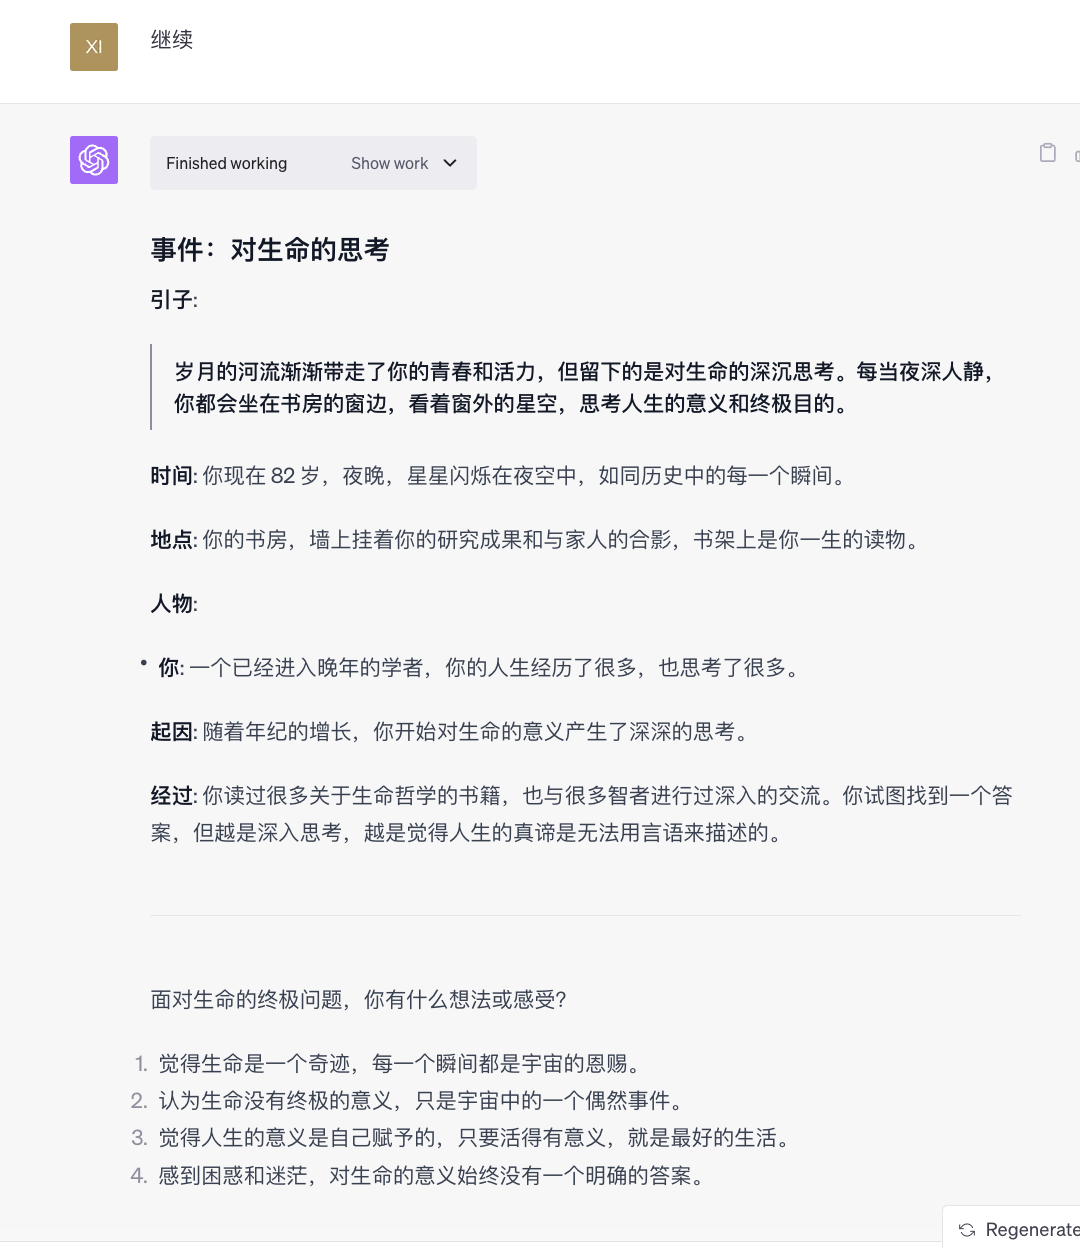 XI
继续
Finished working
Show work
事件：对生命的思考
引子:
岁月的河流渐渐带走了你的青春和活力，但留下的是对生命的深沉思考。每当夜深人静，
你都会坐在书房的窗边，看着窗外的星空，思考人生的意义和终极目的。
时间: 你现在 82 岁，夜晚，星星闪烁在夜空中，如同历史中的每一个瞬间。
地点: 你的书房，墙上挂着你的研究成果和与家人的合影，书架上是你一生的读物。
人物:
• 你: 一个已经进入晚年的学者，你的人生经历了很多，也思考了很多。
起因: 随着年纪的增长，你开始对生命的意义产生了深深的思考。
经过: 你读过很多关于生命哲学的书籍，也与很多智者进行过深入的交流。你试图找到一个答
案，但越是深入思考，越是觉得人生的真谛是无法用言语来描述的。
面对生命的终极问题，你有什么想法或感受?
1. 觉得生命是一个奇迹，每一个瞬间都是宇宙的恩赐。
2. 认为生命没有终极的意义，只是宇宙中的一个偶然事件。
3. 觉得人生的意义是自己赋予的，只要活得有意义，就是最好的生活。
4. 感到困惑和迷茫，对生命的意义始终没有一个明确的答案。
Regenerate